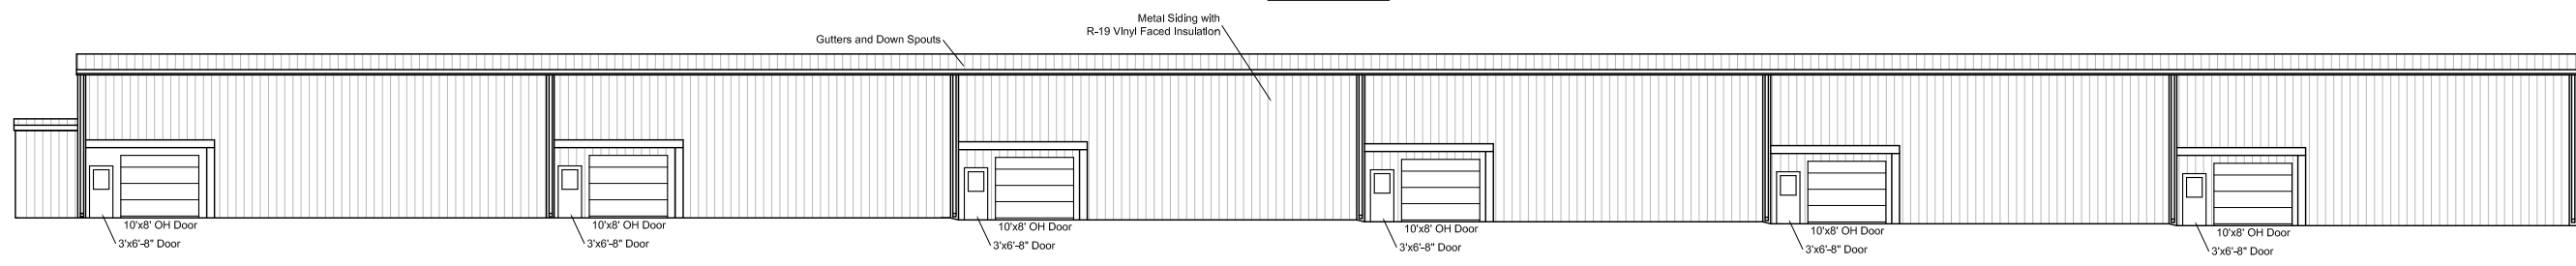 Metal Siding with
R-19 VInyl Faced Insulation
Gutters and Down Spouts
10'x8' OH Door
3'x6'-8" Door
10'x8' OH Door
3'x6'-8" Door
10'x8' OH Door
3'x6'-8" Door
10'x8' OH Door
3'x6'-8" Door
10'x8' OH Door
3'x6'-8" Door
10'x8' OH Door
3'x6'-8" Door